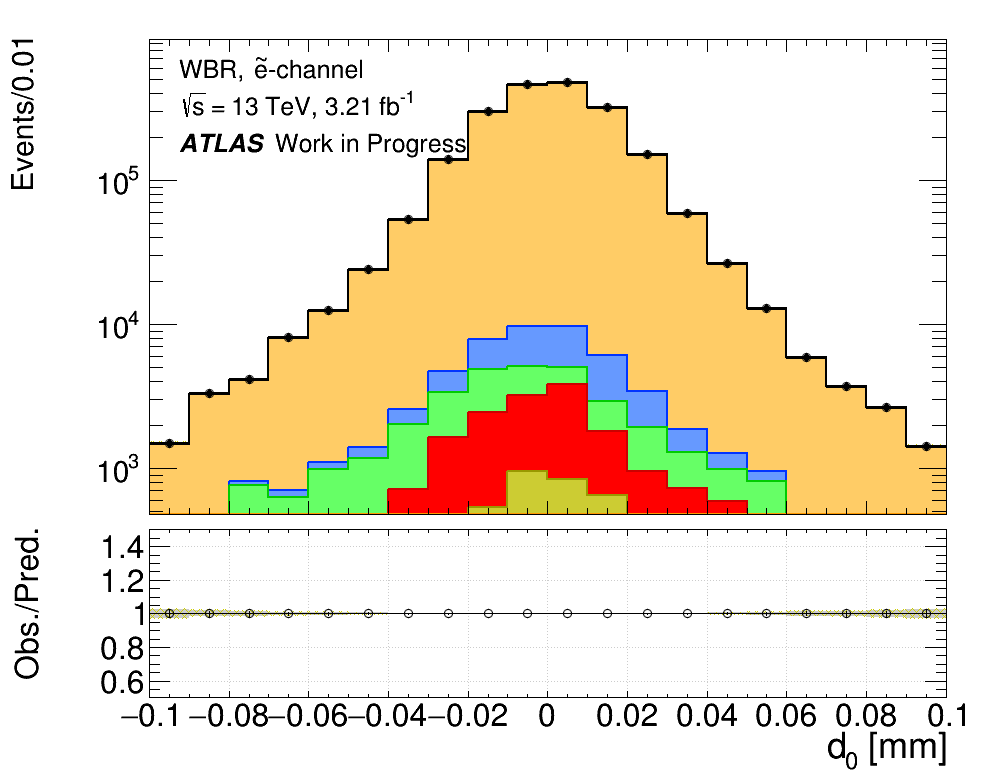 Events/0.01
WBR, ẽ-channel
√s = 13 TeV, 3.21 fb⁻¹
ATLAS Work in Progress
10⁵
10⁴
10³
Obs./Pred.
1.4
1.2
1
0.8
0.6
−0.1 −0.08 −0.06 −0.04 −0.02 0 0.02 0.04 0.06 0.08 0.1
d₀ [mm]